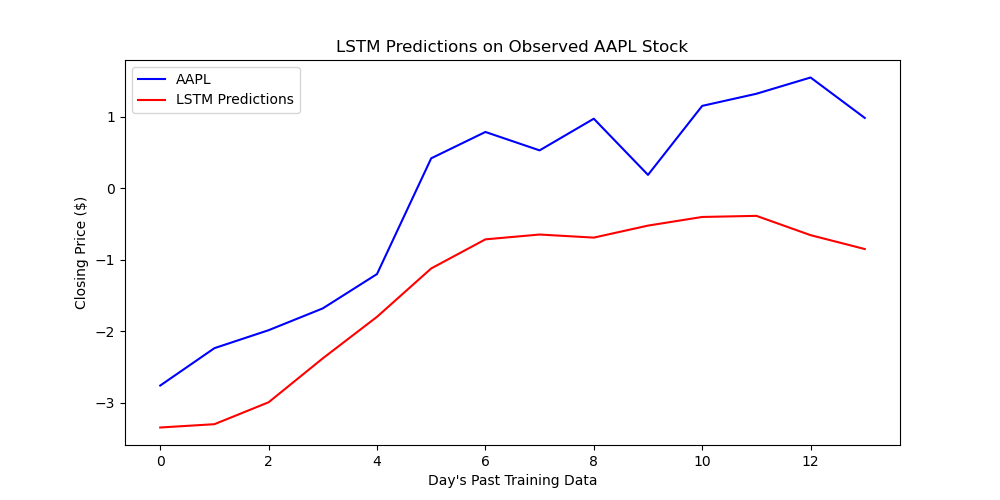 LSTM Predictions on Observed AAPL Stock
AAPL
LSTM Predictions
Closing Price ($)
1
0
−1
−2
−3
0 2 4 6 8 10 12
Day's Past Training Data